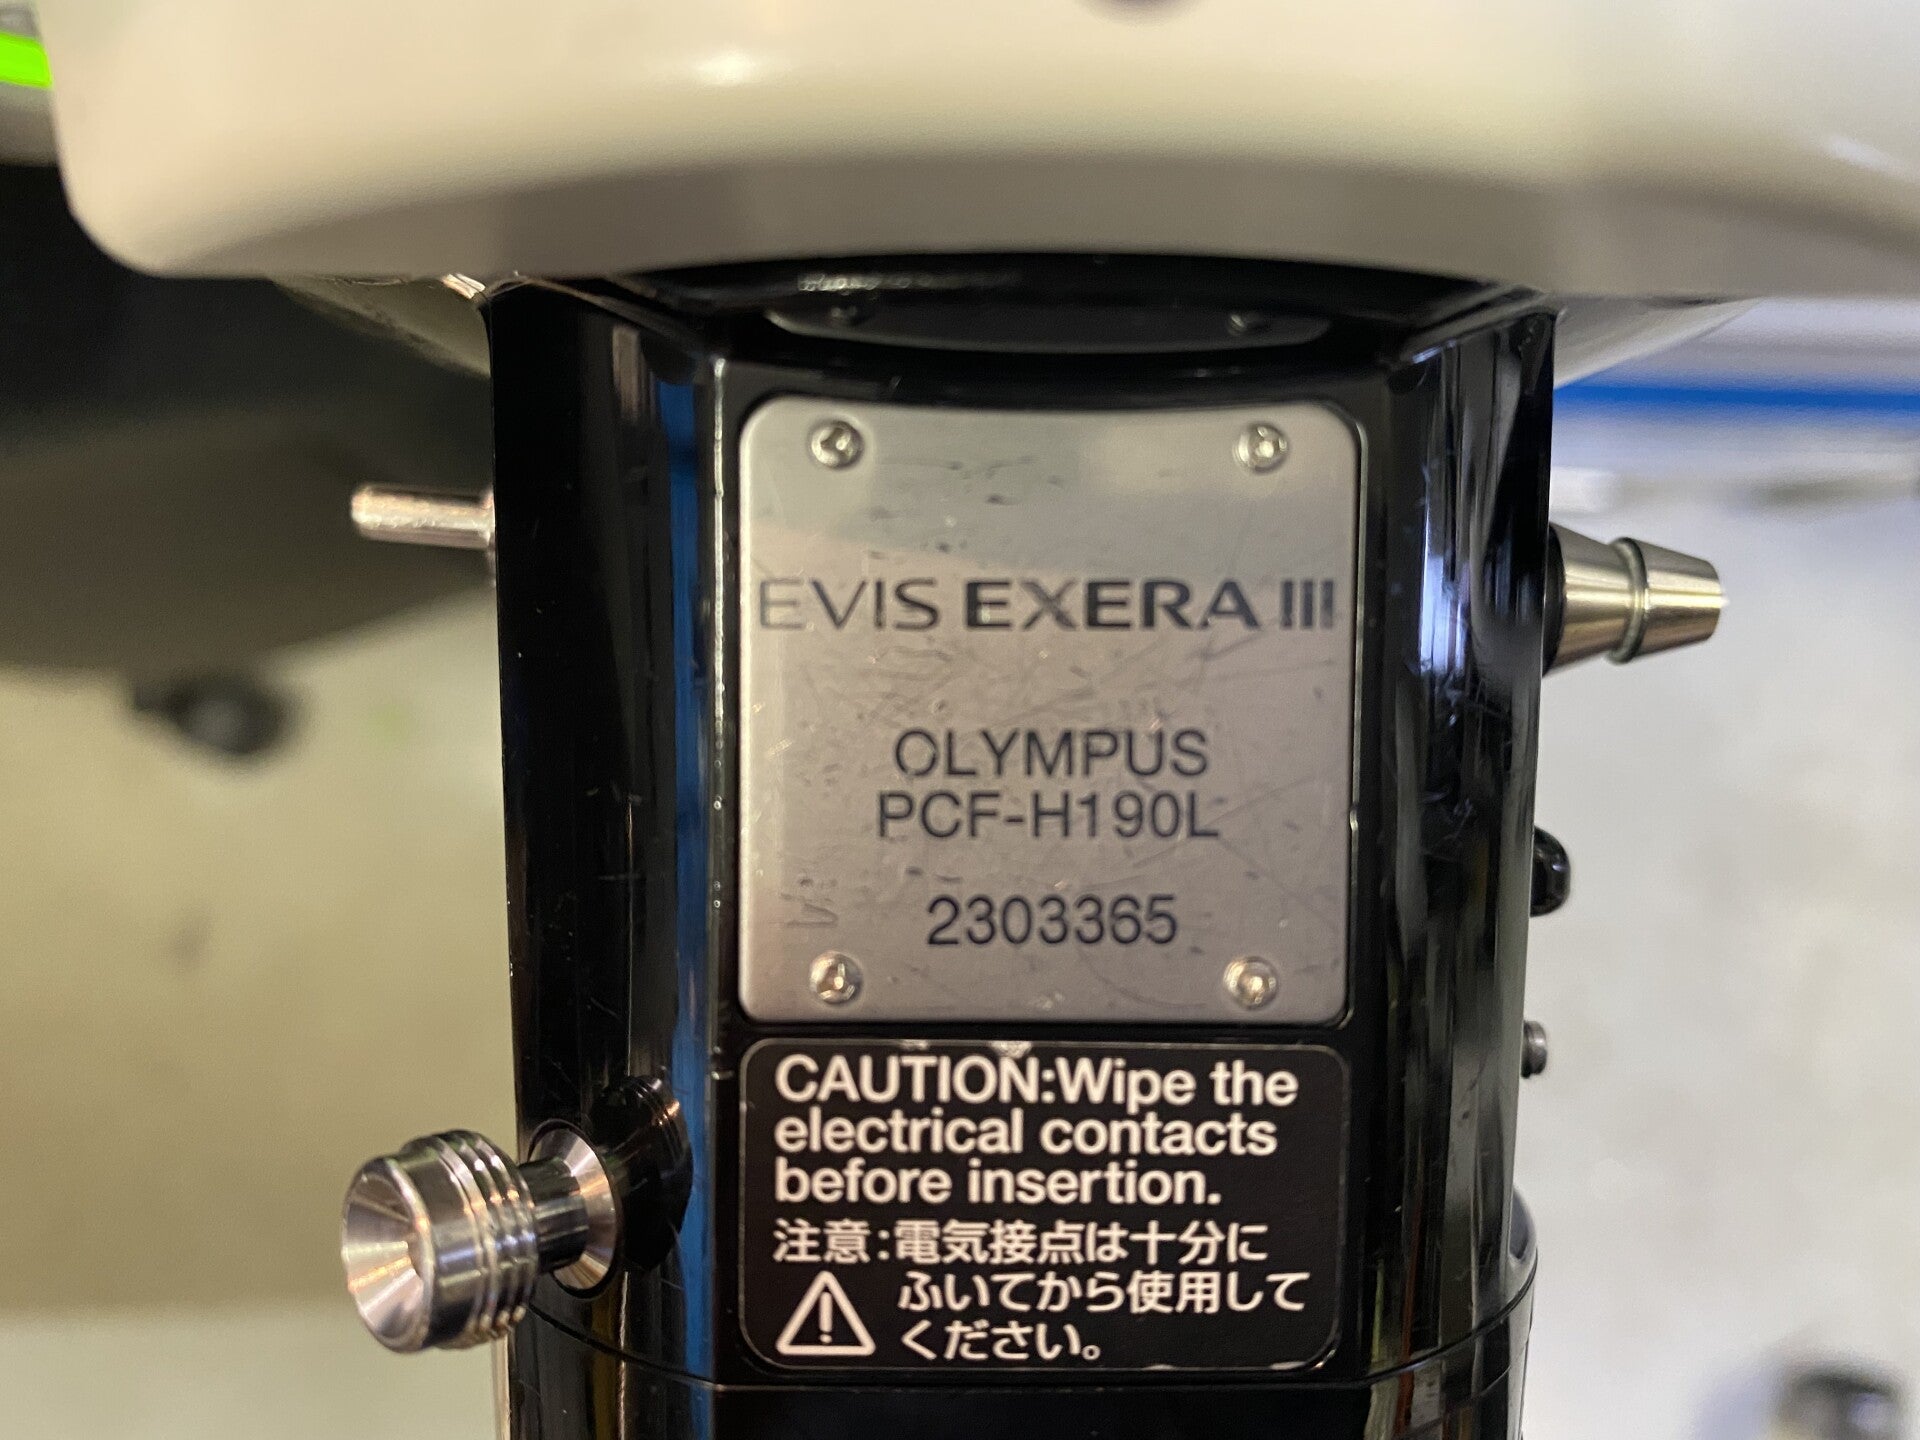 EVIS EXERA III
OLYMPUS
PCF-H190L
2303365
CAUTION:Wipe the
electrical contacts
before insertion.
注意:電気接点は十分に
ふいてから使用して
ください。